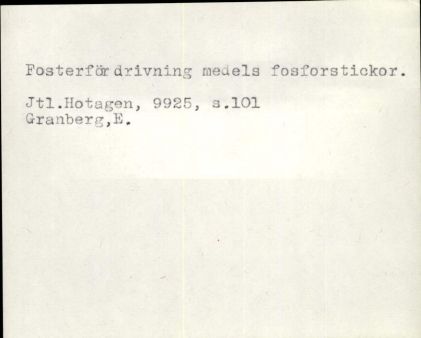 Fosterfördrivning medels fosforstickor.
Jtl.Hotagen, 9925, s.101
Granberg,E.